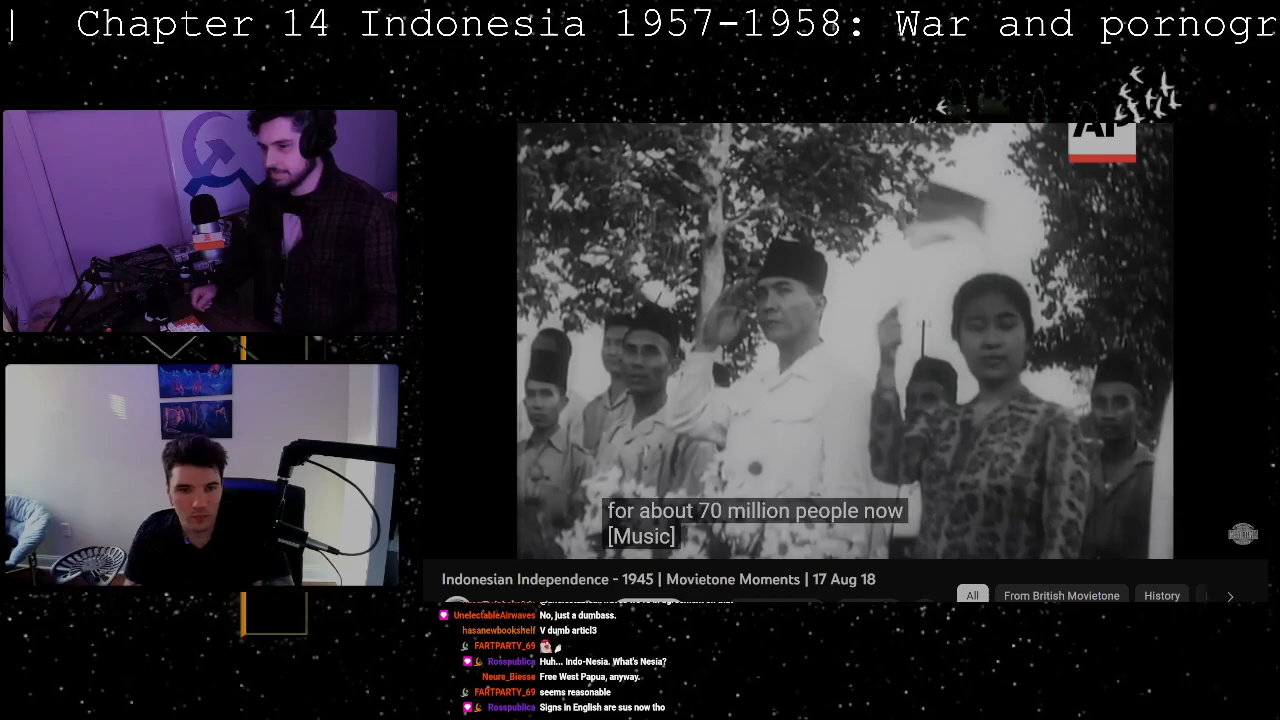 | Chapter 14 Indonesia 1957-1958: War and pornogr
AP
for about 70 million people now
[Music]
Indonesian Independence - 1945 | Movietone Moments | 17 Aug 18
All
From British Movietone
History
UnelectableAirwaves No, just a dumbass.
hasanewbookshelf V dumb articl3
FARTPARTY_69
Rosspublica Huh... Indo-Nesia. What's Nesia?
Neure_Biesse Free West Papua, anyway.
FARTPARTY_69 seems reasonable
Rosspublica Signs in English are sus now tho